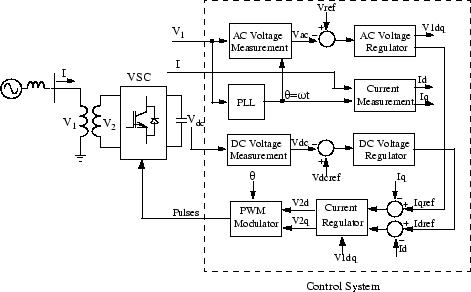 Vref
V1
AC Voltage
Measurement
Vac
−
+
AC Voltage
Regulator
V1dq
I
VSC
I
PLL
θ=ωt
Current
Measurement
Id
Iq
V1
V2
Vdc
DC Voltage
Measurement
Vdc
−
+
DC Voltage
Regulator
Vdcref
θ
Iq
Pulses
PWM
Modulator
V2d
V2q
Current
Regulator
−
+
Iqref
+
Idref
−
Id
V1dq
Control System